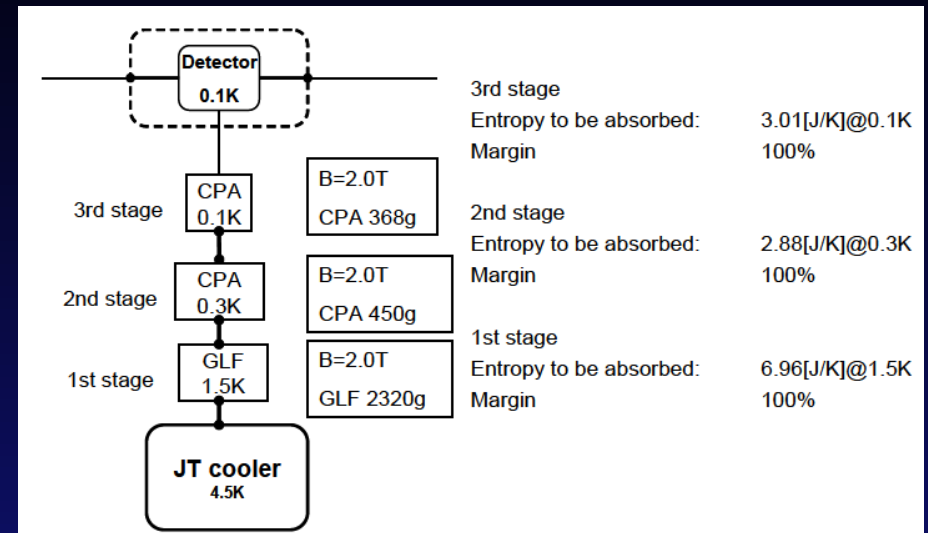 Detector
0.1K
3rd stage
CPA
0.1K
B=2.0T
CPA 368g
2nd stage
CPA
0.3K
B=2.0T
CPA 450g
1st stage
GLF
1.5K
B=2.0T
GLF 2320g
JT cooler
4.5K
3rd stage
Entropy to be absorbed: 3.01[J/K]@0.1K
Margin 100%
2nd stage
Entropy to be absorbed: 2.88[J/K]@0.3K
Margin 100%
1st stage
Entropy to be absorbed: 6.96[J/K]@1.5K
Margin 100%